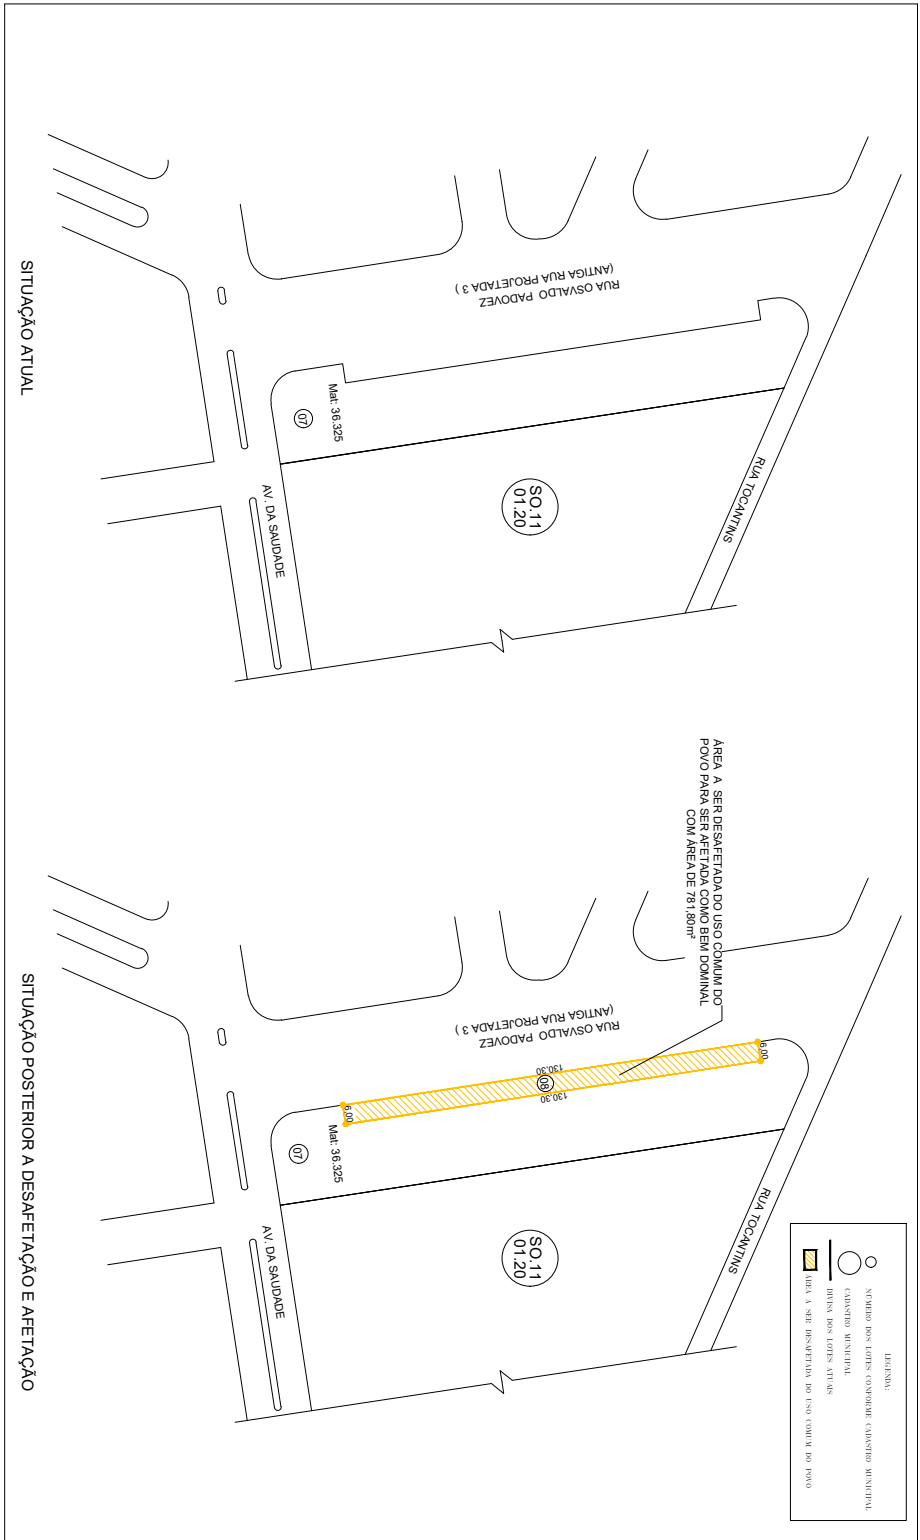 SITUAÇÃO ATUAL
RUA OSVALDO PADOVEZ
(ANTIGA RUA PROJETADA 3 )
Mat: 36.325
07
SO.11
01.20
RUA TOCANTINS
AV. DA SAUDADE
SITUAÇÃO POSTERIOR A DESAFETAÇÃO E AFETAÇÃO
ÁREA A SER DESAFETADA DO USO COMUM DO
POVO PARA SER AFETADA COMO BEM DOMINAL
COM ÁREA DE 781,80m²
RUA OSVALDO PADOVEZ
(ANTIGA RUA PROJETADA 3 )
6.00
130.30
08
130.30
6.00
Mat: 36.325
07
SO.11
01.20
RUA TOCANTINS
AV. DA SAUDADE
LEGENDA:
NÚMERO DOS LOTES CONFORME CADASTRO MUNICIPAL
CADASTRO MUNICIPAL
DIVISA DOS LOTES ATUAIS
ÁREA A SER DESAFETADA DO USO COMUM DO POVO